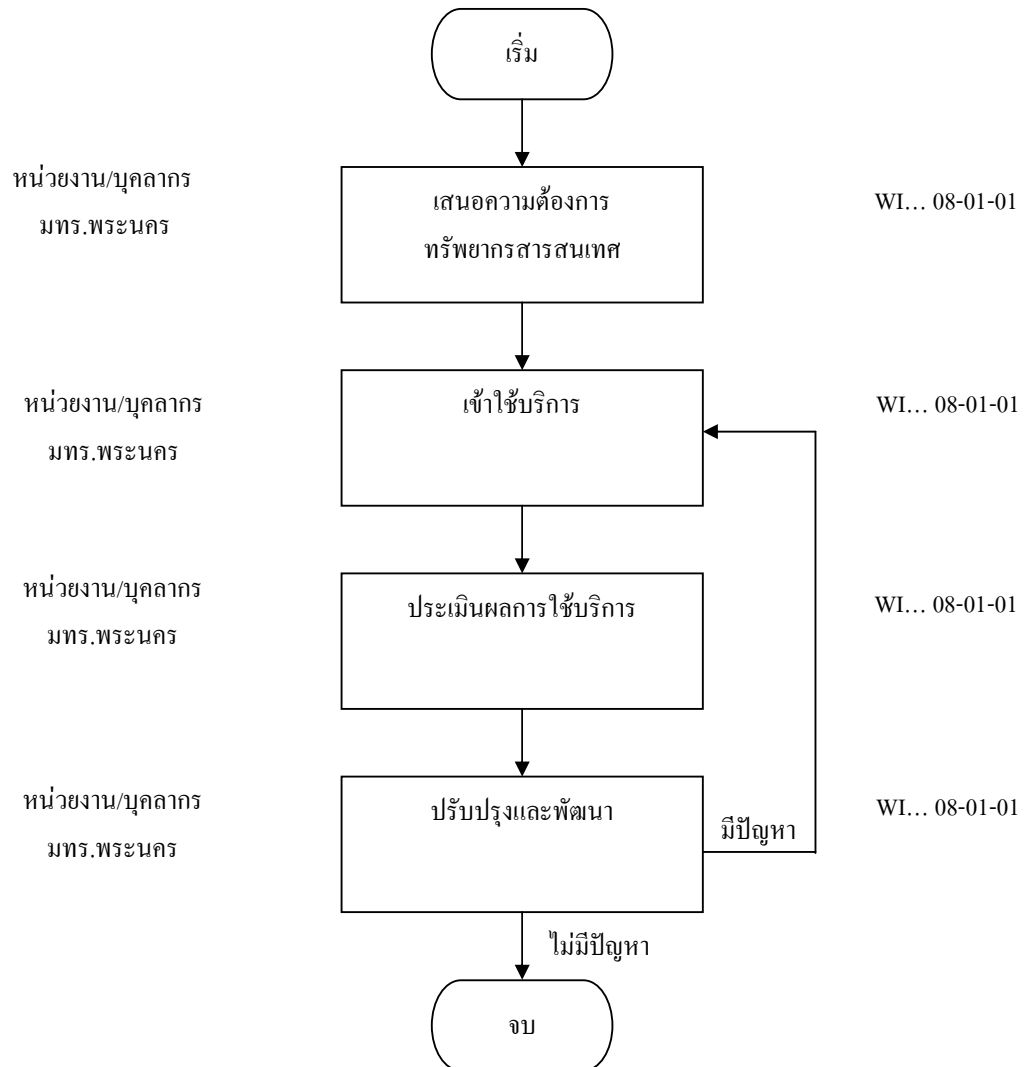 เริ่ม
หน่วยงาน/บุคลากร
มทร.พระนคร
เสนอความต้องการ
ทรัพยากรสารสนเทศ
WI… 08-01-01
หน่วยงาน/บุคลากร
มทร.พระนคร
เข้าใช้บริการ
WI… 08-01-01
หน่วยงาน/บุคลากร
มทร.พระนคร
ประเมินผลการใช้บริการ
WI… 08-01-01
หน่วยงาน/บุคลากร
มทร.พระนคร
ปรับปรุงและพัฒนา
มีปัญหา
WI… 08-01-01
ไม่มีปัญหา
จบ